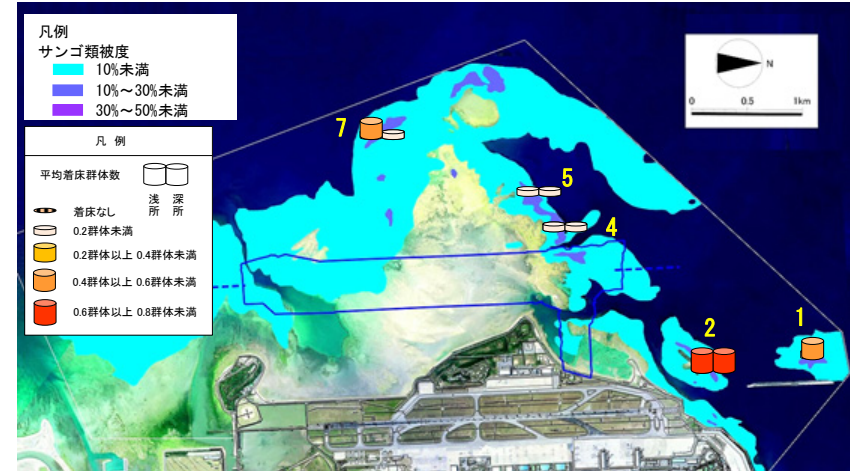 凡例
サンゴ類被度
10%未満
10%～30%未満
30%～50%未満
凡 例
平均着床群体数
浅所 深所
着床なし
0.2群体未満
0.2群体以上 0.4群体未満
0.4群体以上 0.6群体未満
0.6群体以上 0.8群体未満
N
0 0.5 1km
7
5
4
2
1